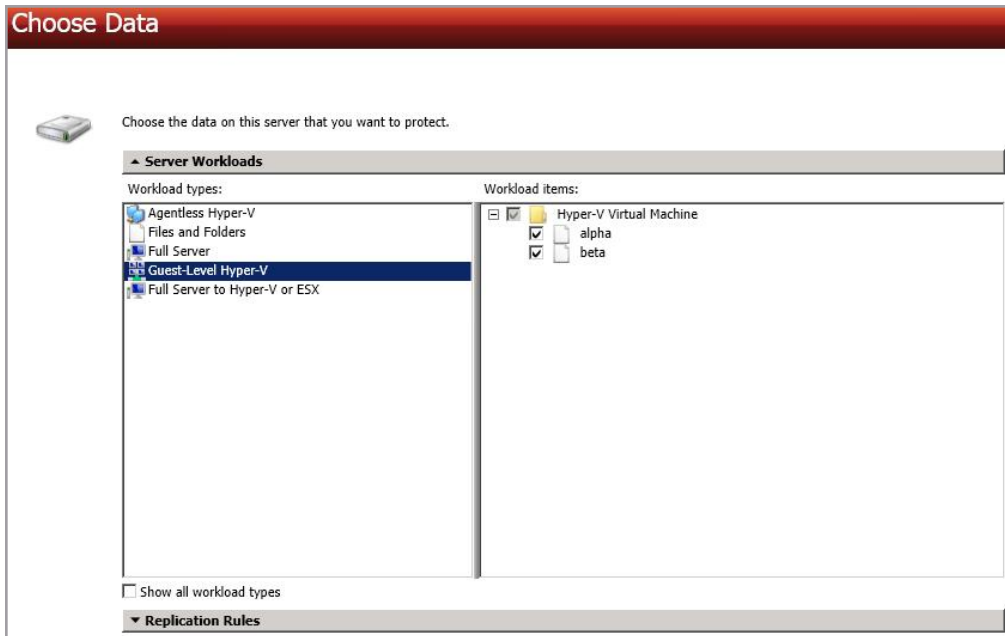 Choose Data
Choose the data on this server that you want to protect.
Server Workloads
Workload types:
Agentless Hyper-V
Files and Folders
Full Server
Guest-Level Hyper-V
Full Server to Hyper-V or ESX
Workload items:
Hyper-V Virtual Machine
alpha
beta
Show all workload types
Replication Rules